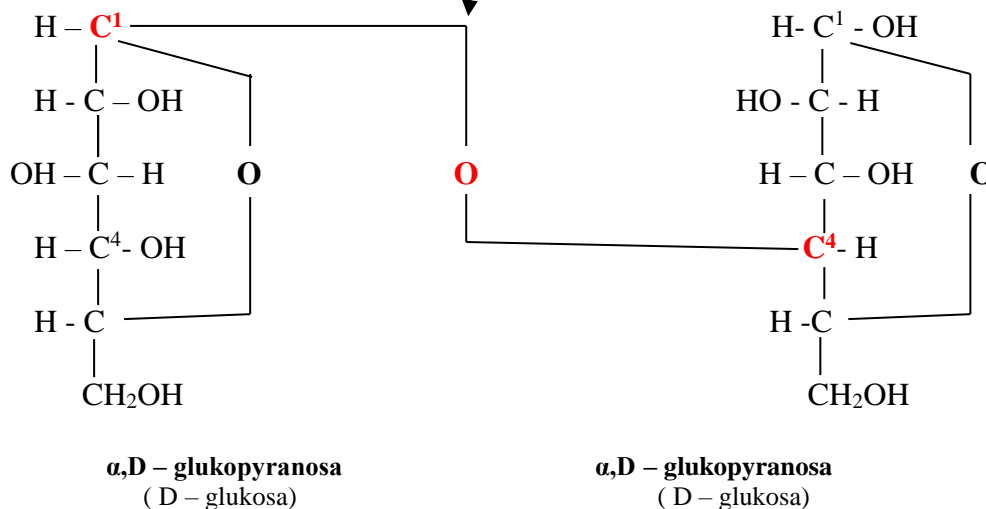 H – C¹ H- C¹ - OH
H - C – OH HO - C - H
OH – C – H O O H – C – OH O
H – C⁴- OH C⁴- H
H - C H -C
CH₂OH CH₂OH
α,D – glukopyranosa α,D – glukopyranosa
( D – glukosa) ( D – glukosa)